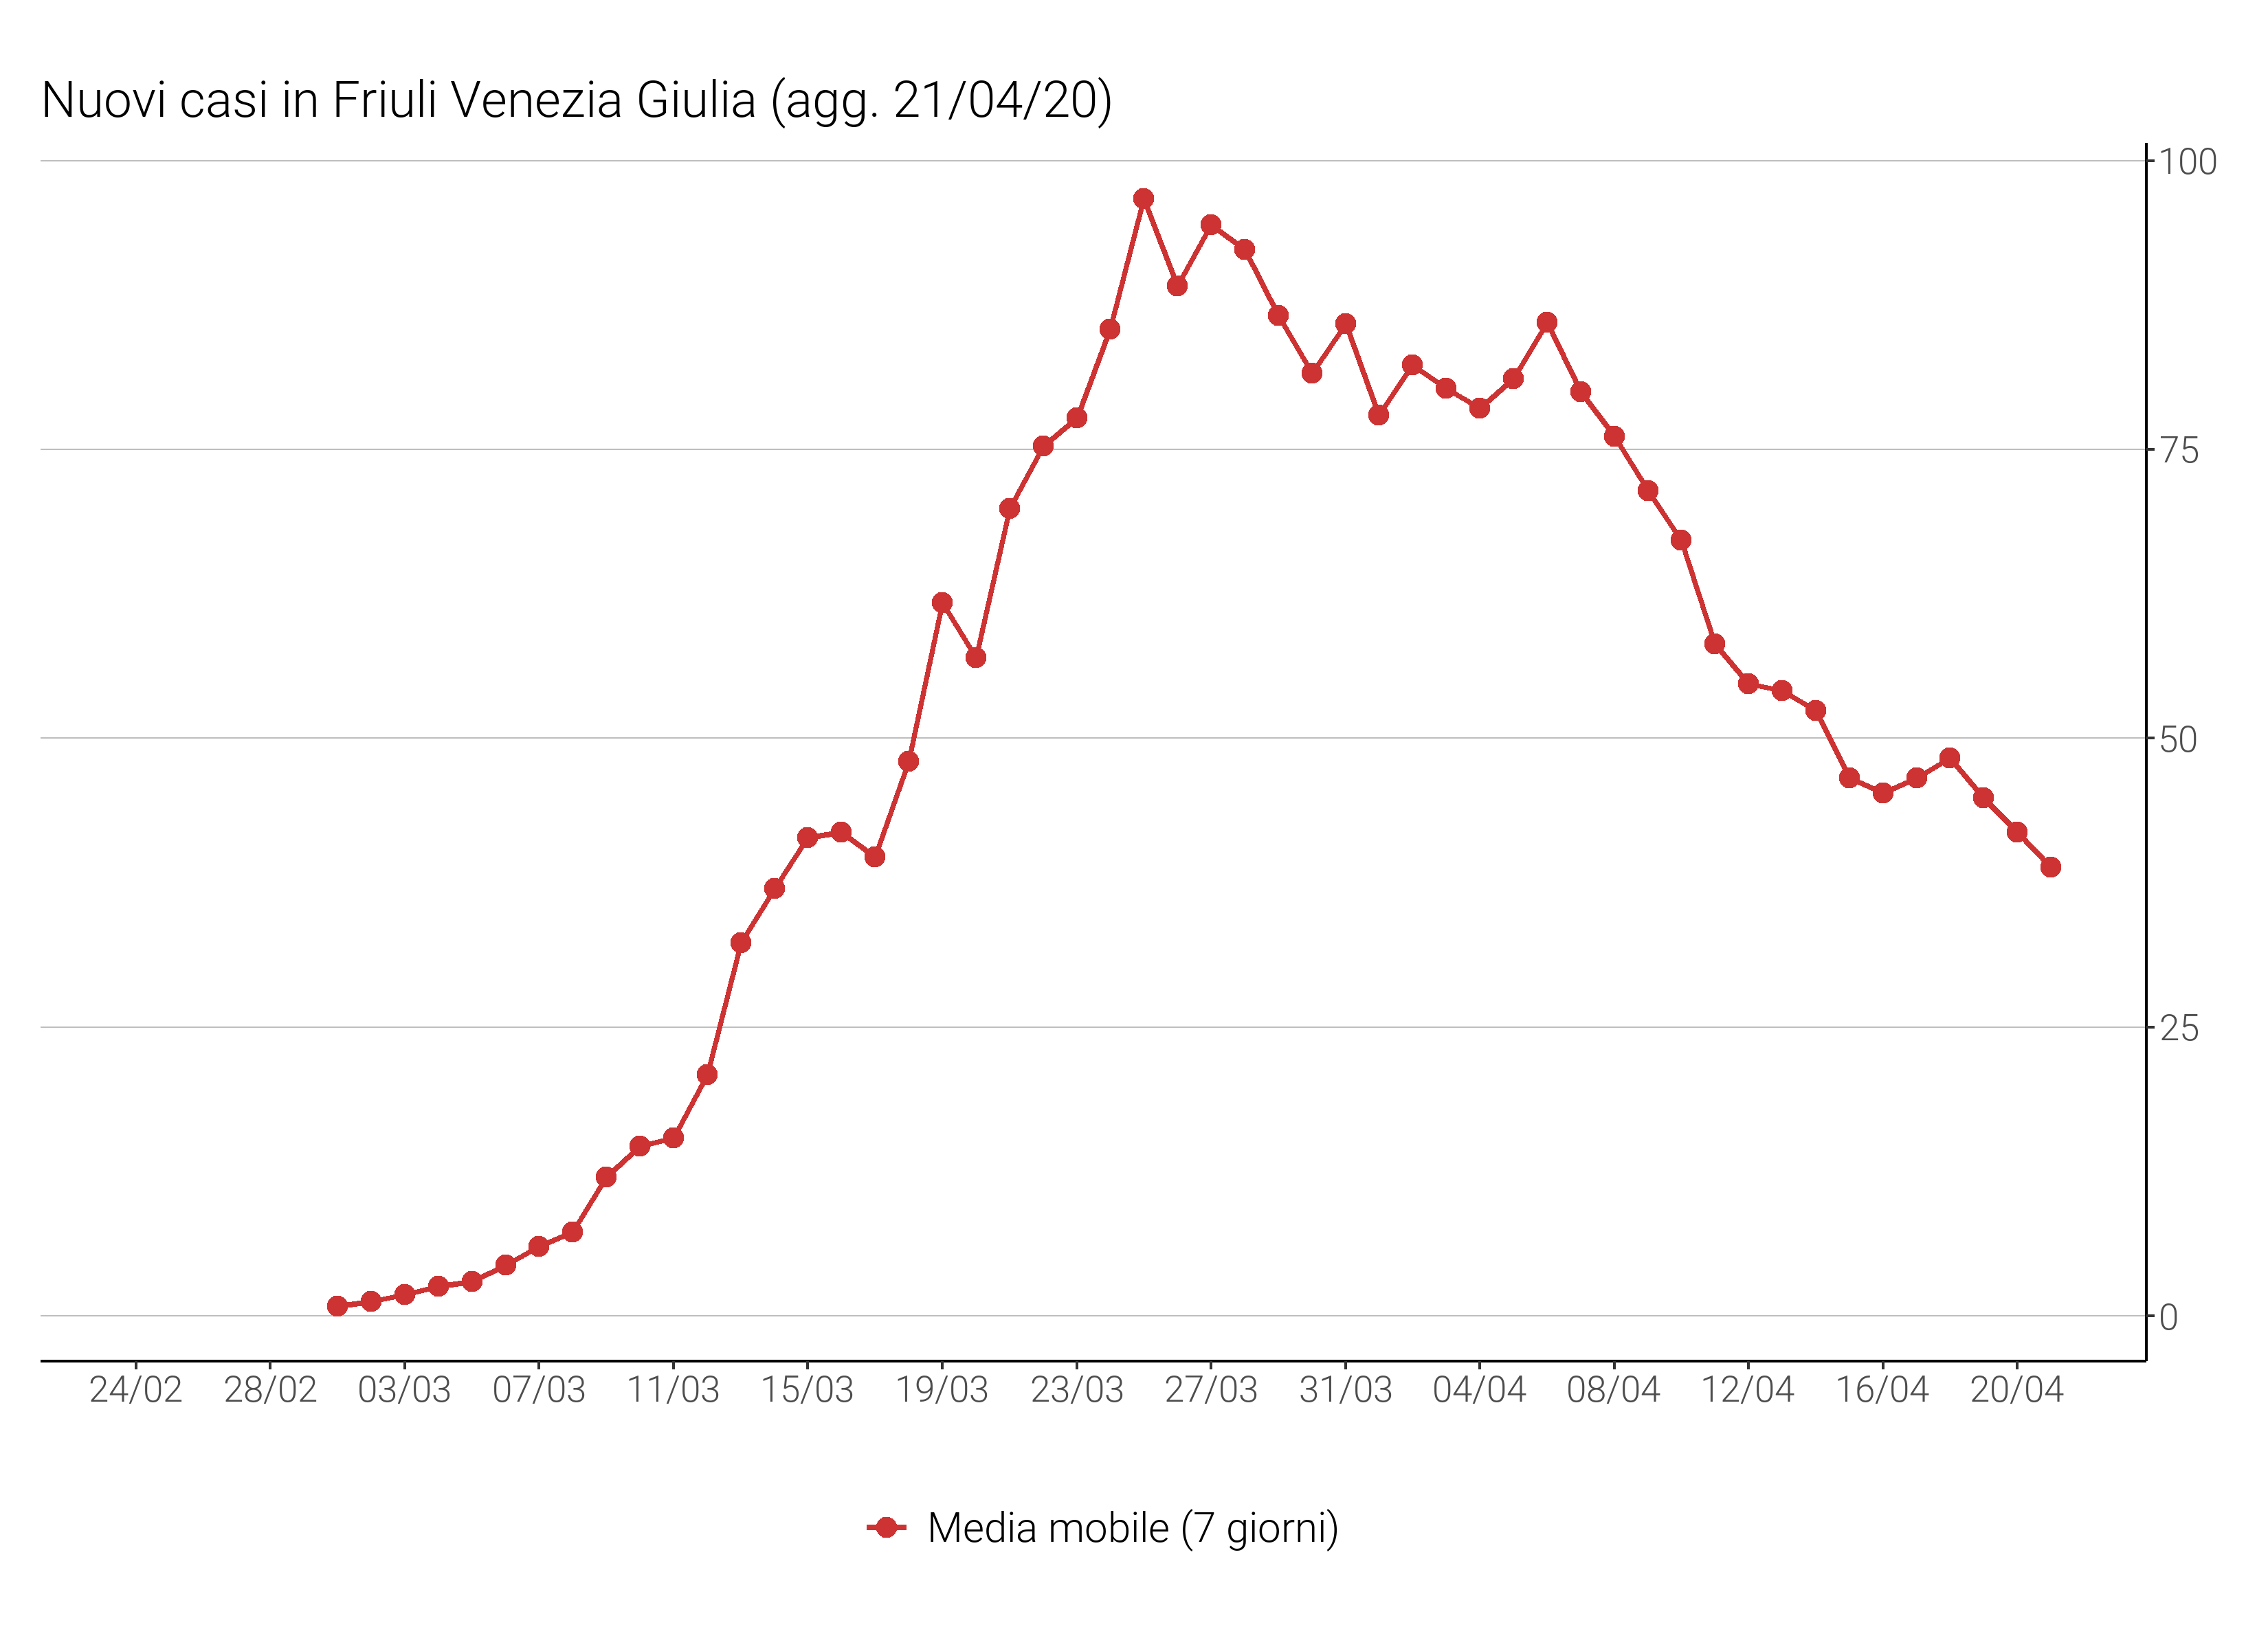 Nuovi casi in Friuli Venezia Giulia (agg. 21/04/20)
100
75
50
25
0
24/02 28/02 03/03 07/03 11/03 15/03 19/03 23/03 27/03 31/03 04/04 08/04 12/04 16/04 20/04
Media mobile (7 giorni)